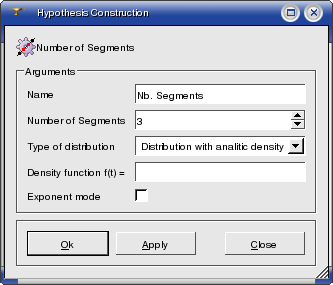 Hypothesis Construction
Number of Segments
Arguments
Name
Nb. Segments
Number of Segments
3
Type of distribution
Distribution with analitic density
Density function f(t) =
Exponent mode
Ok
Apply
Close